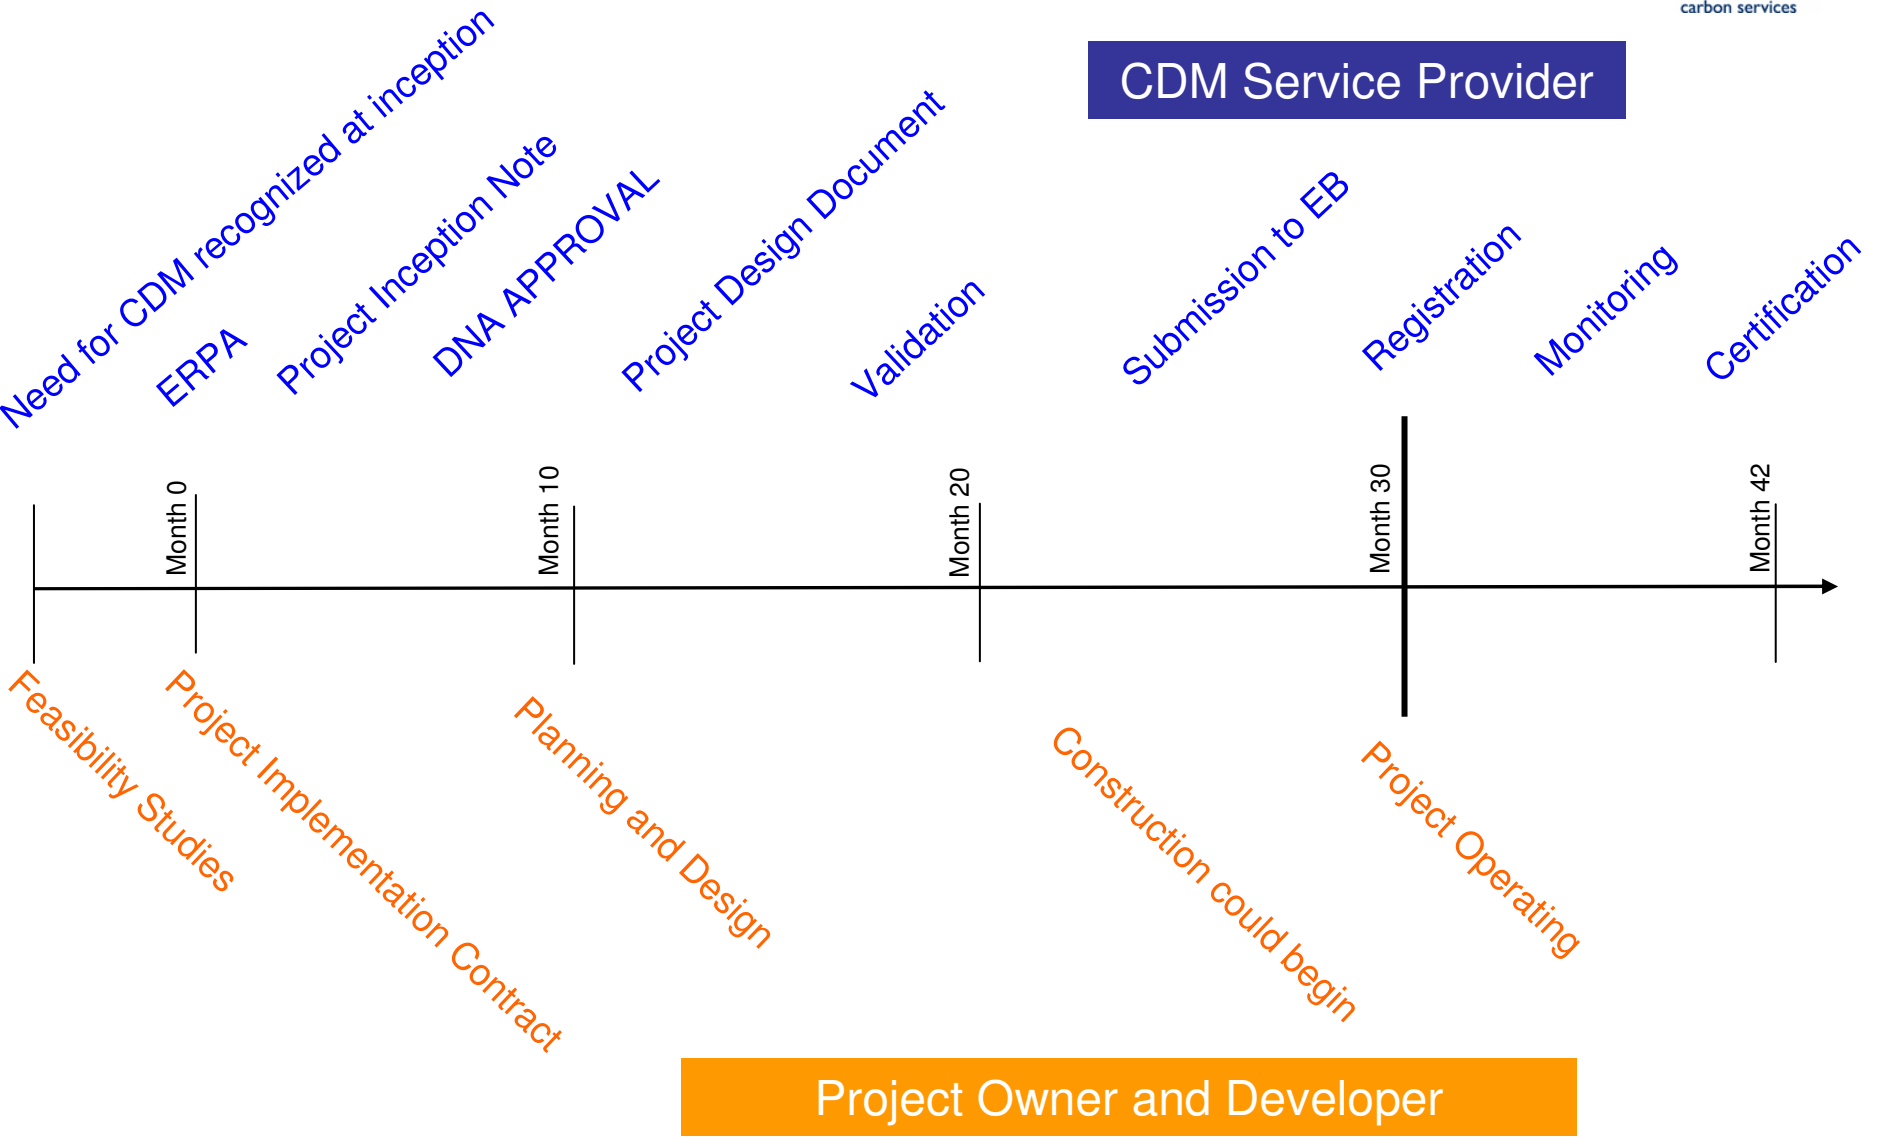 carbon services
CDM Service Provider
Need for CDM recognized at inception
ERPA
Project Inception Note
DNA APPROVAL
Project Design Document
Validation
Submission to EB
Registration
Monitoring
Certification
Month 0
Month 10
Month 20
Month 30
Month 42
Feasibility Studies
Project Implementation Contract
Planning and Design
Construction could begin
Project Operating
Project Owner and Developer